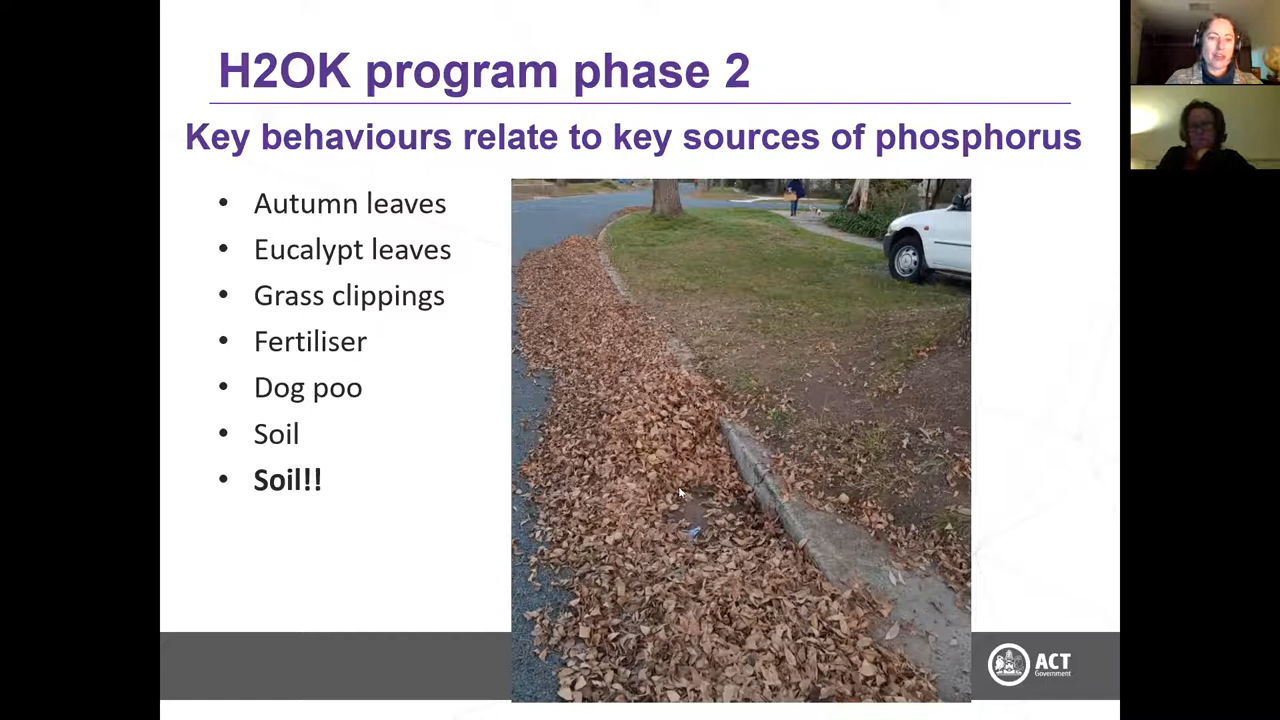 H2OK program phase 2
Key behaviours relate to key sources of phosphorus
• Autumn leaves
• Eucalypt leaves
• Grass clippings
• Fertiliser
• Dog poo
• Soil
• Soil!!
ACT
Government